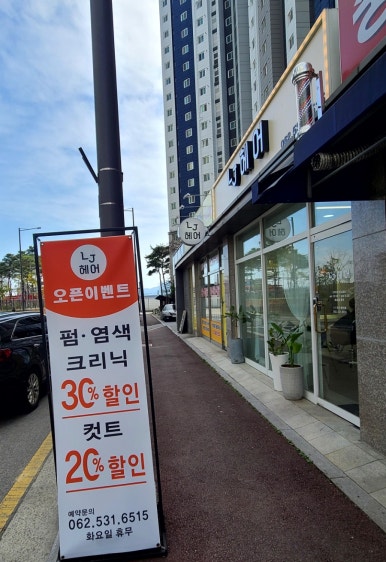 LJ
헤어
오픈이벤트
펌·염색
크리닉
30% 할인
컷트
20% 할인
예약문의
062.531.6515
화요일 휴무
LJ
헤어
LJ헤어